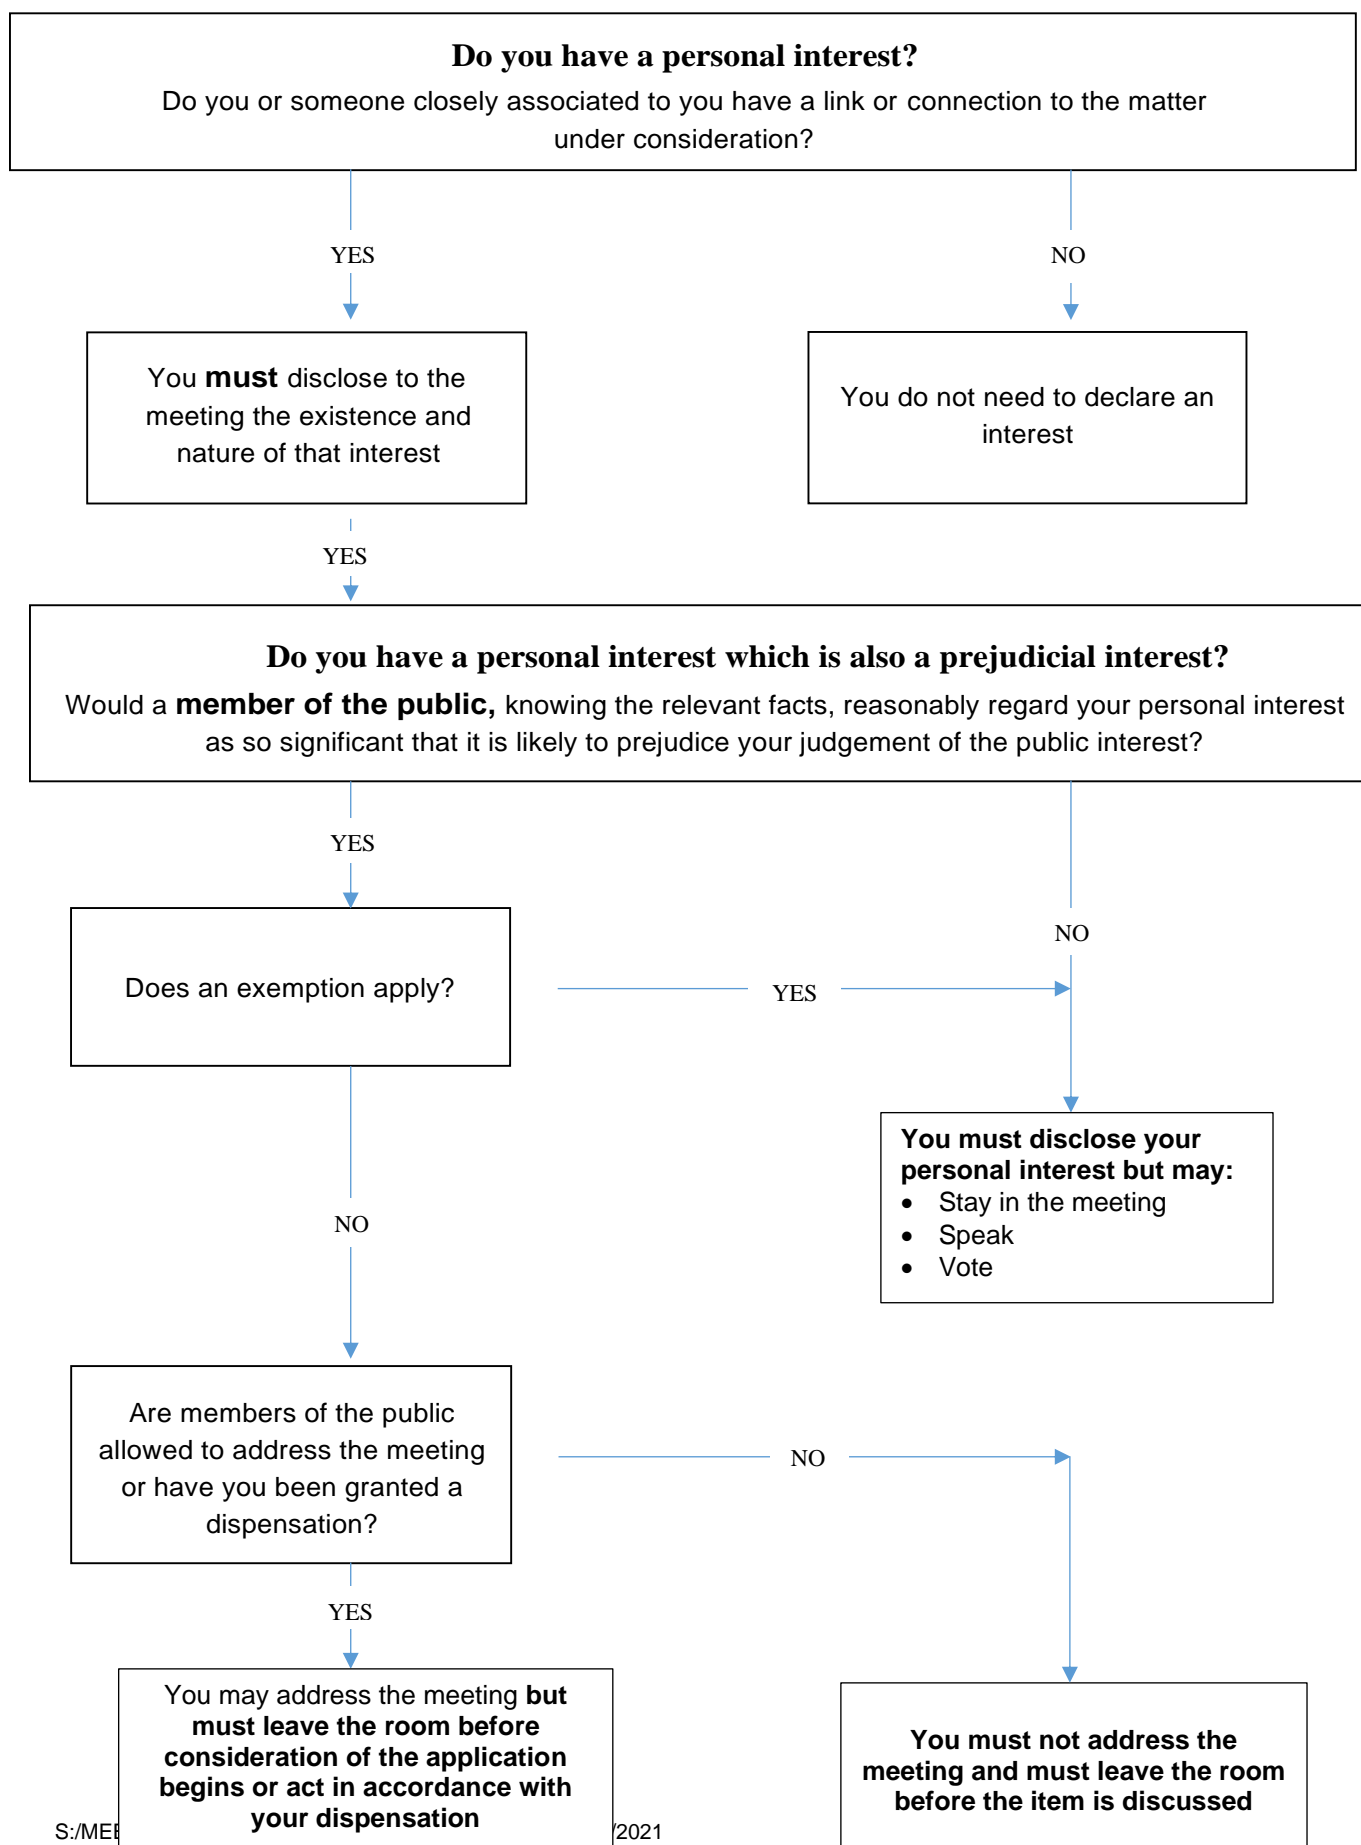 Do you have a personal interest?
Do you or someone closely associated to you have a link or connection to the matter
under consideration?
YES
NO
You must disclose to the
meeting the existence and
nature of that interest
You do not need to declare an
interest
YES
Do you have a personal interest which is also a prejudicial interest?
Would a member of the public, knowing the relevant facts, reasonably regard your personal interest
as so significant that it is likely to prejudice your judgement of the public interest?
YES
NO
Does an exemption apply?
YES
You must disclose your
personal interest but may:
• Stay in the meeting
• Speak
• Vote
NO
Are members of the public
allowed to address the meeting
or have you been granted a
dispensation?
NO
YES
You may address the meeting but
must leave the room before
consideration of the application
begins or act in accordance with
your dispensation
You must not address the
meeting and must leave the room
before the item is discussed
/2021